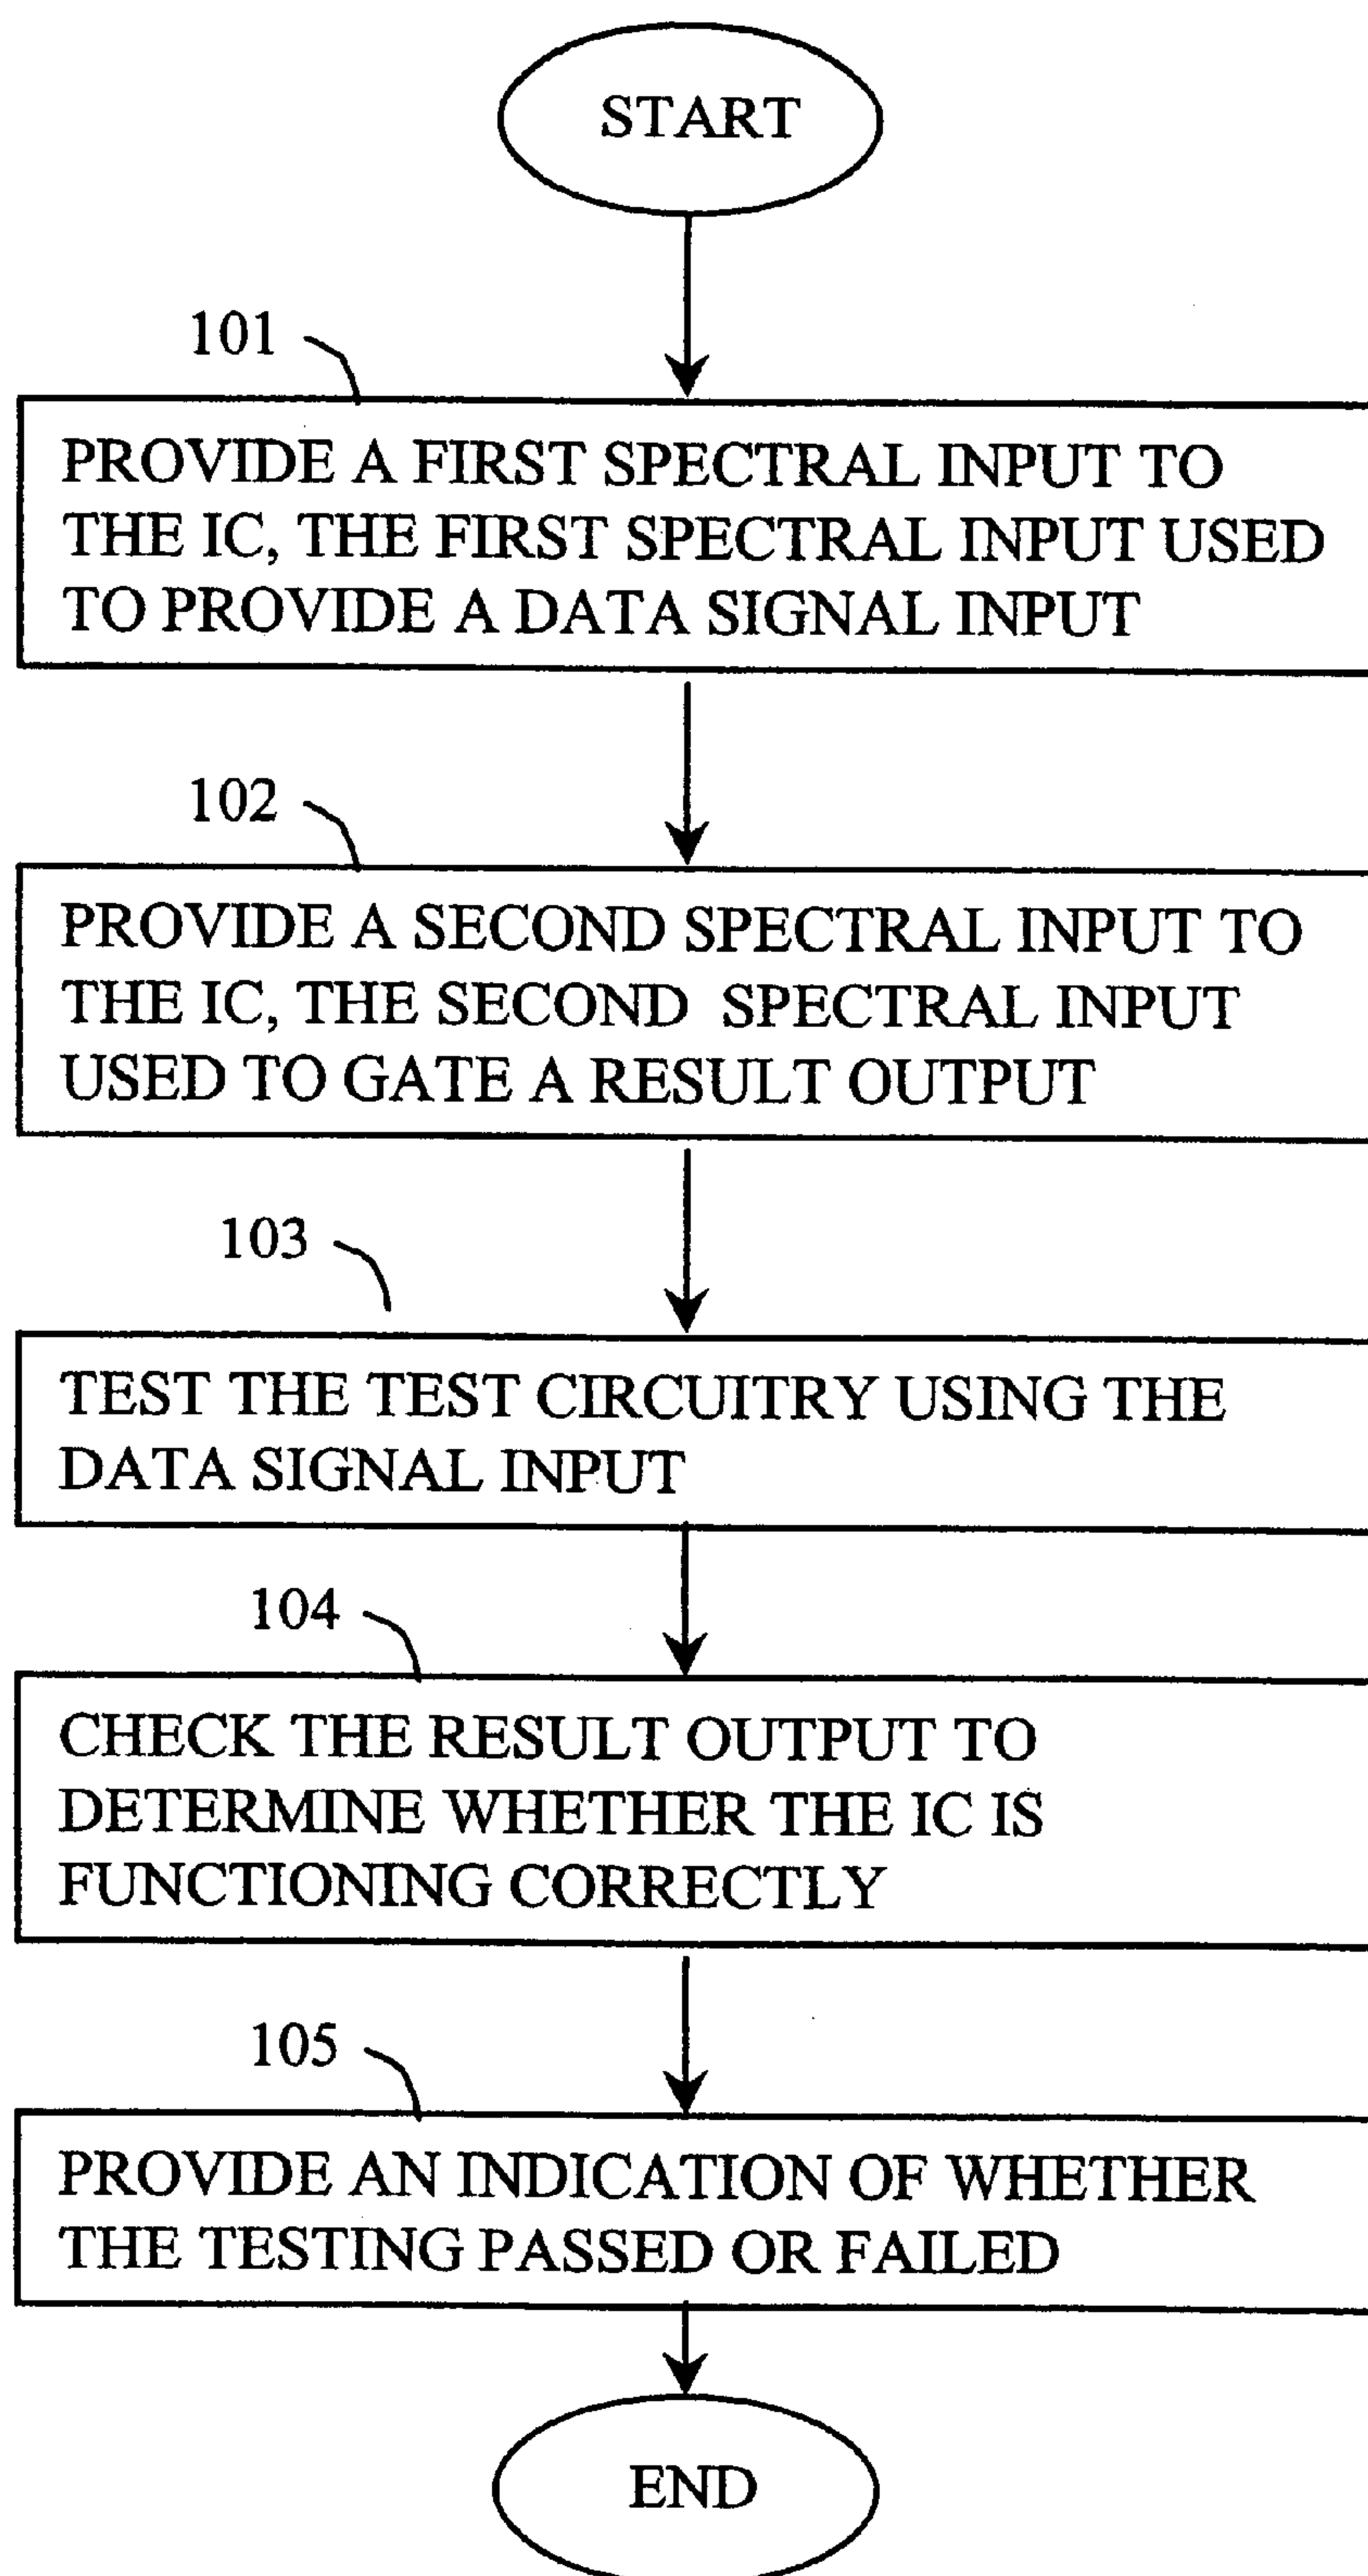 START
101
PROVIDE A FIRST SPECTRAL INPUT TO
THE IC, THE FIRST SPECTRAL INPUT USED
TO PROVIDE A DATA SIGNAL INPUT
102
PROVIDE A SECOND SPECTRAL INPUT TO
THE IC, THE SECOND SPECTRAL INPUT
USED TO GATE A RESULT OUTPUT
103
TEST THE TEST CIRCUITRY USING THE
DATA SIGNAL INPUT
104
CHECK THE RESULT OUTPUT TO
DETERMINE WHETHER THE IC IS
FUNCTIONING CORRECTLY
105
PROVIDE AN INDICATION OF WHETHER
THE TESTING PASSED OR FAILED
END